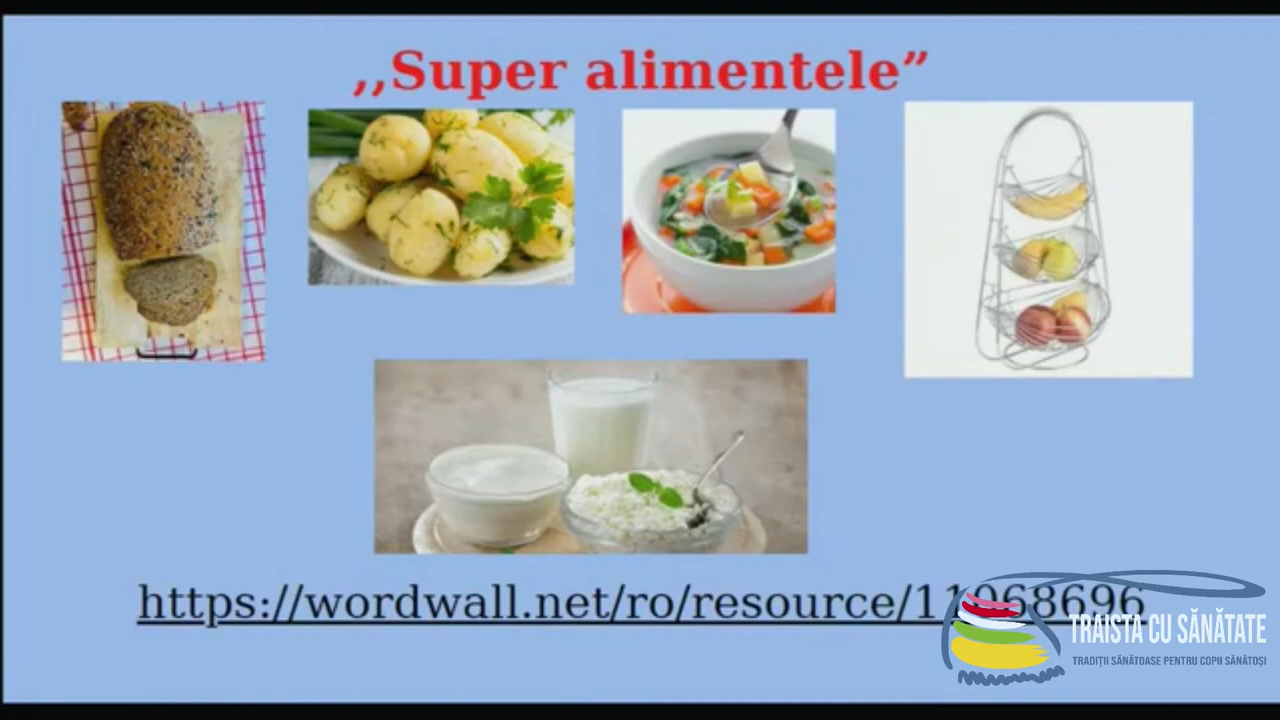 ,,Super alimentele”
https://wordwall.net/ro/resource/11068696
TRAISTA CU SĂNĂTATE
TRADIȚII SĂNĂTOASE PENTRU COPII SĂNĂTOȘI